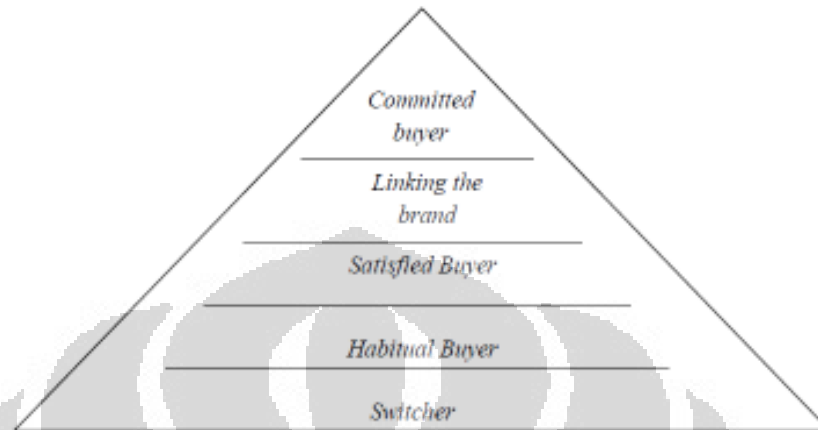 Committed
buyer
Linking the
brand
Satisfied Buyer
Habitual Buyer
Switcher